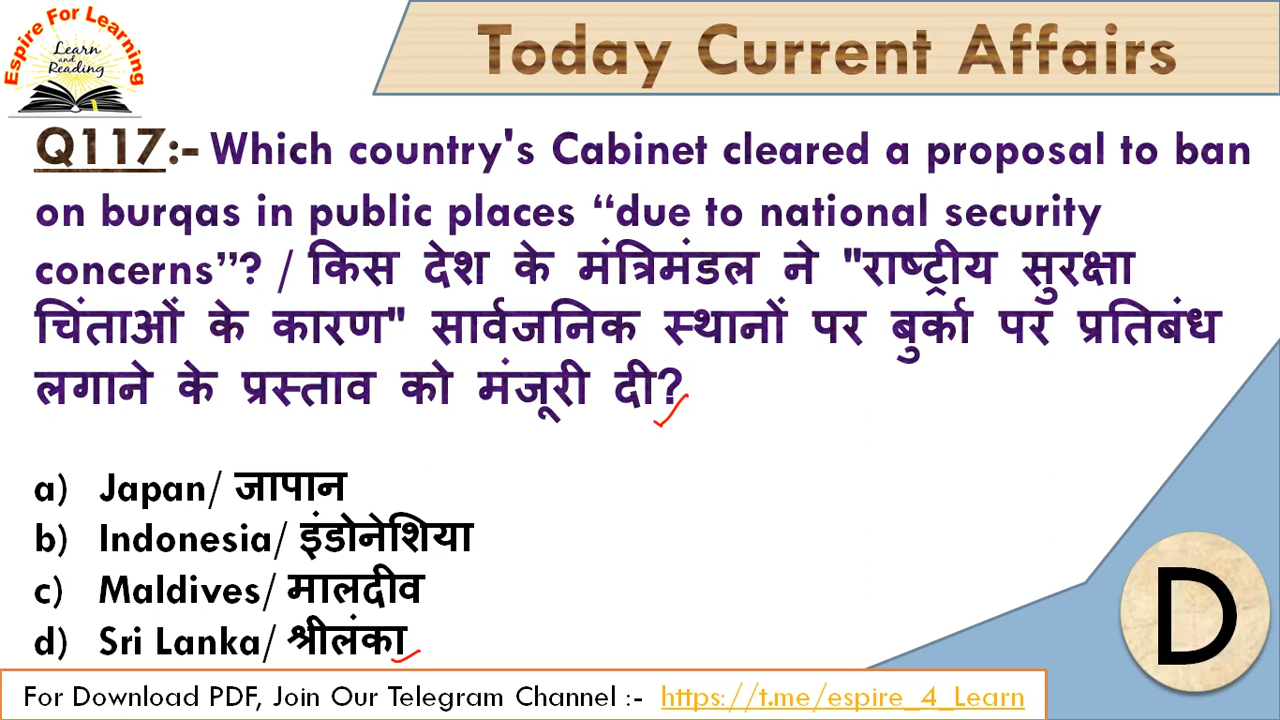 Espire For Learning
Learn
and
Reading
Today Current Affairs
Q117:- Which country's Cabinet cleared a proposal to ban
on burqas in public places “due to national security
concerns”? / किस देश के मंत्रिमंडल ने "राष्ट्रीय सुरक्षा
चिंताओं के कारण" सार्वजनिक स्थानों पर बुर्का पर प्रतिबंध
लगाने के प्रस्ताव को मंजूरी दी?
a) Japan/ जापान
b) Indonesia/ इंडोनेशिया
c) Maldives/ मालदीव
d) Sri Lanka/ श्रीलंका
D
For Download PDF, Join Our Telegram Channel :- https://t.me/espire_4_Learn